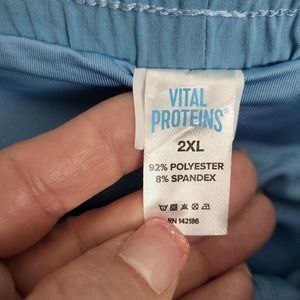 VITAL
PROTEINS®
2XL
92% POLYESTER
8% SPANDEX
RN 142186